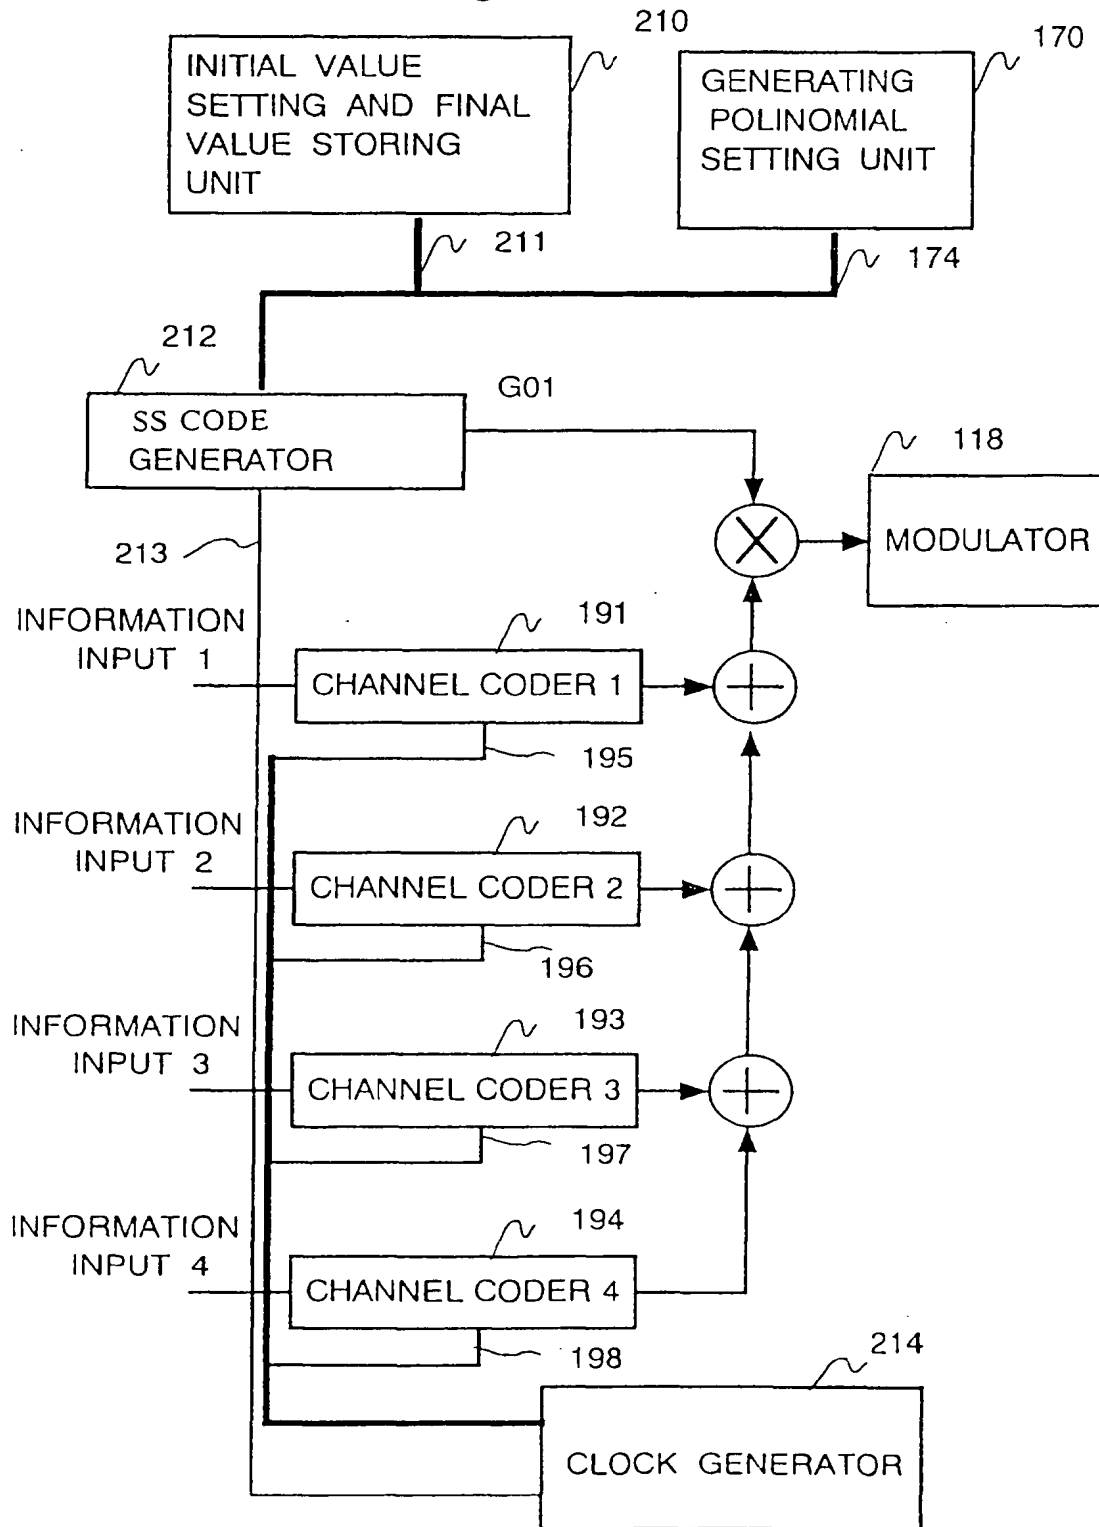 210
170
INITIAL VALUE
SETTING AND FINAL
VALUE STORING
UNIT
GENERATING
POLINOMIAL
SETTING UNIT
211
174
212
G01
SS CODE
GENERATOR
118
MODULATOR
213
INFORMATION
INPUT 1
191
CHANNEL CODER 1
195
INFORMATION
INPUT 2
192
CHANNEL CODER 2
196
INFORMATION
INPUT 3
193
CHANNEL CODER 3
197
INFORMATION
INPUT 4
194
CHANNEL CODER 4
198
214
CLOCK GENERATOR